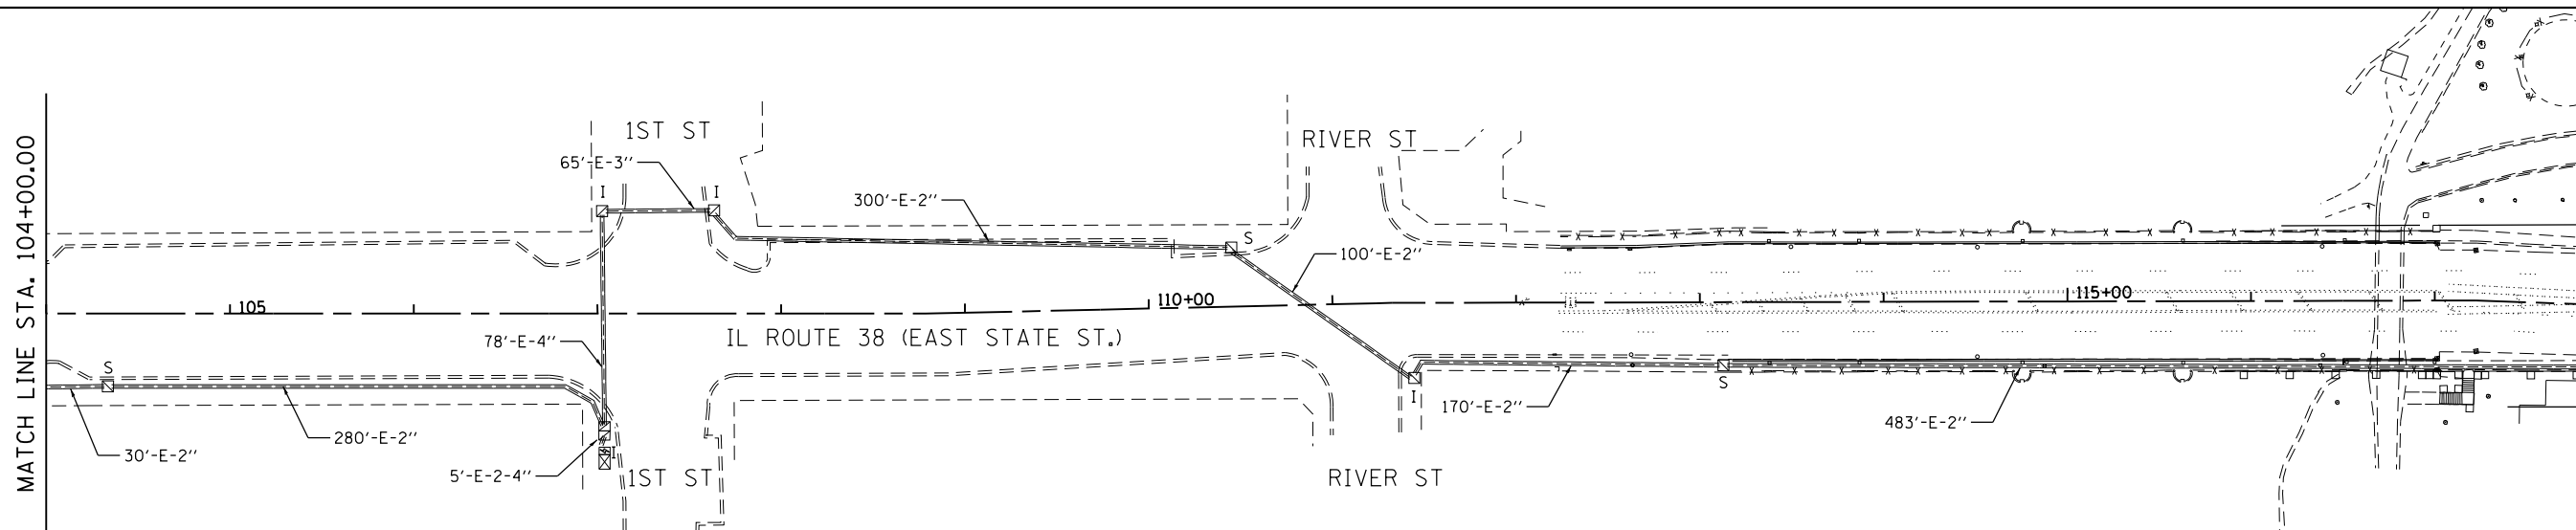 MATCH LINE STA. 104+00.00
1ST ST
RIVER ST
65'-E-3''
I
I
300'-E-2''
S
100'-E-2''
105
110+00
115+00
IL ROUTE 38 (EAST STATE ST.)
78'-E-4''
S
S
I
170'-E-2''
483'-E-2''
280'-E-2''
30'-E-2''
5'-E-2-4''
I
1ST ST
RIVER ST